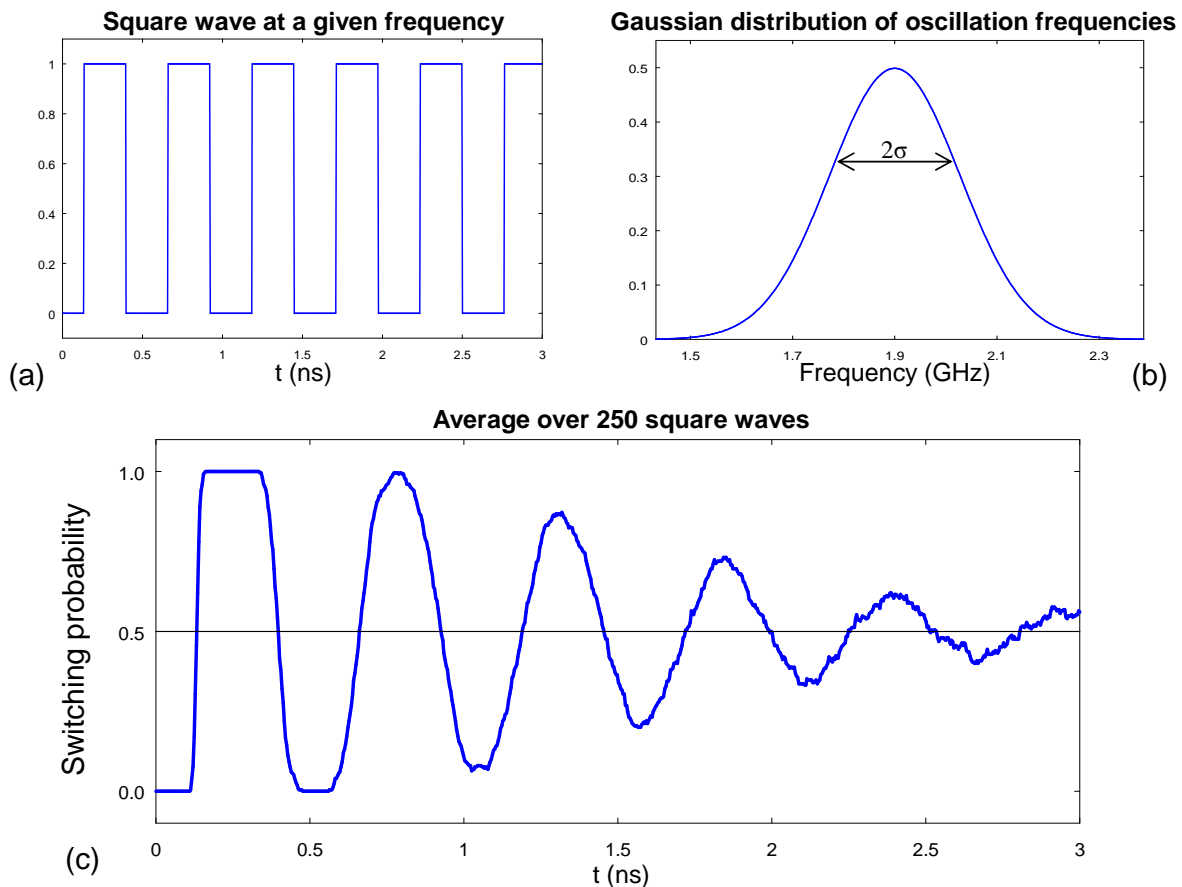 Square wave at a given frequency
1
0.8
0.6
0.4
0.2
0
0 0.5 1 1.5 2 2.5 3
t (ns)
(a)
Gaussian distribution of oscillation frequencies
0.5
0.4
0.3
0.2
0.1
0
2σ
1.5 1.7 1.9 2.1 2.3
Frequency (GHz)
(b)
Average over 250 square waves
Switching probability
1.0
0.5
0.0
0 0.5 1 1.5 2 2.5 3
t (ns)
(c)